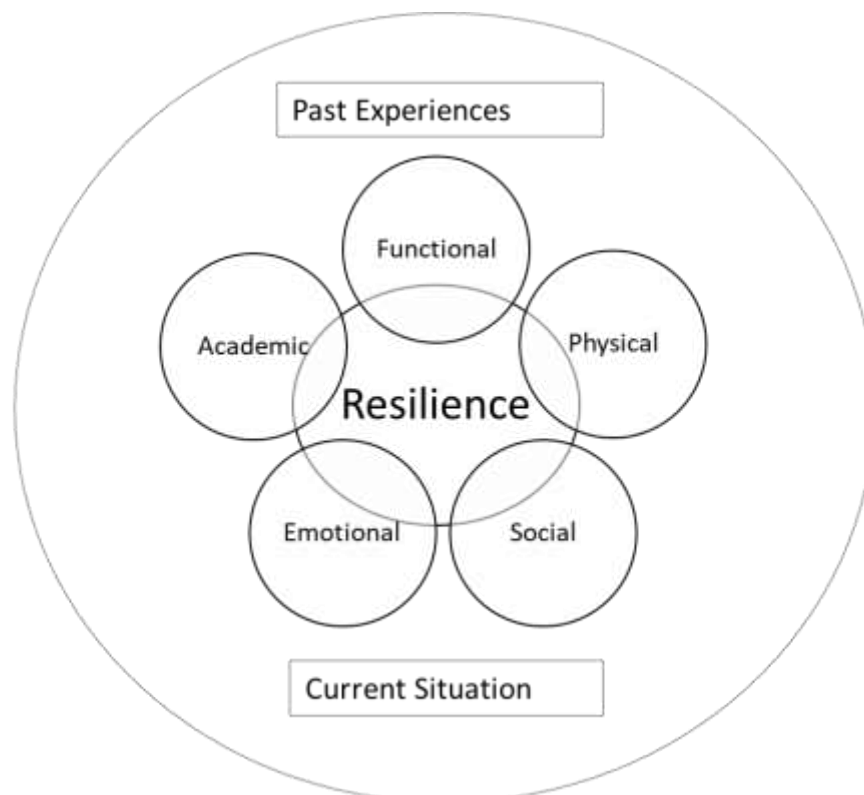 Past Experiences
Functional
Academic
Physical
Resilience
Emotional
Social
Current Situation